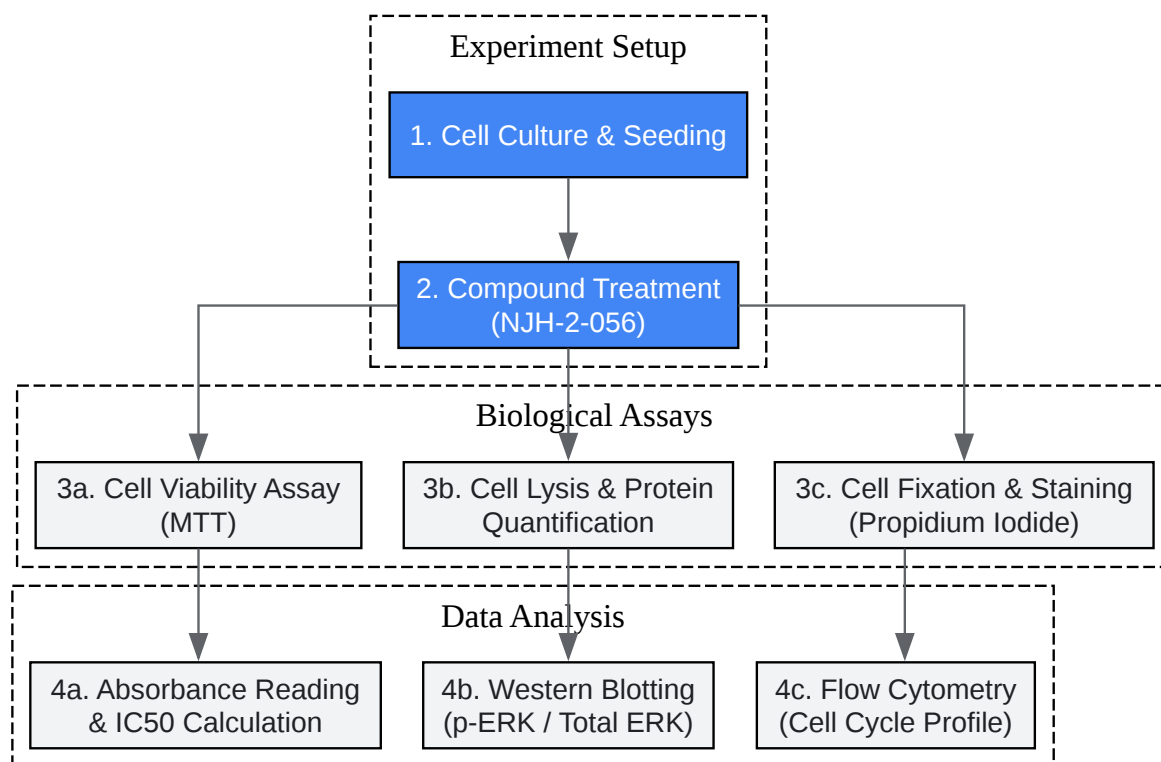 Experiment Setup
1. Cell Culture & Seeding
2. Compound Treatment
(NJH-2-056)
Biological Assays
3a. Cell Viability Assay
(MTT)
3b. Cell Lysis & Protein
Quantification
3c. Cell Fixation & Staining
(Propidium Iodide)
Data Analysis
4a. Absorbance Reading
& IC50 Calculation
4b. Western Blotting
(p-ERK / Total ERK)
4c. Flow Cytometry
(Cell Cycle Profile)